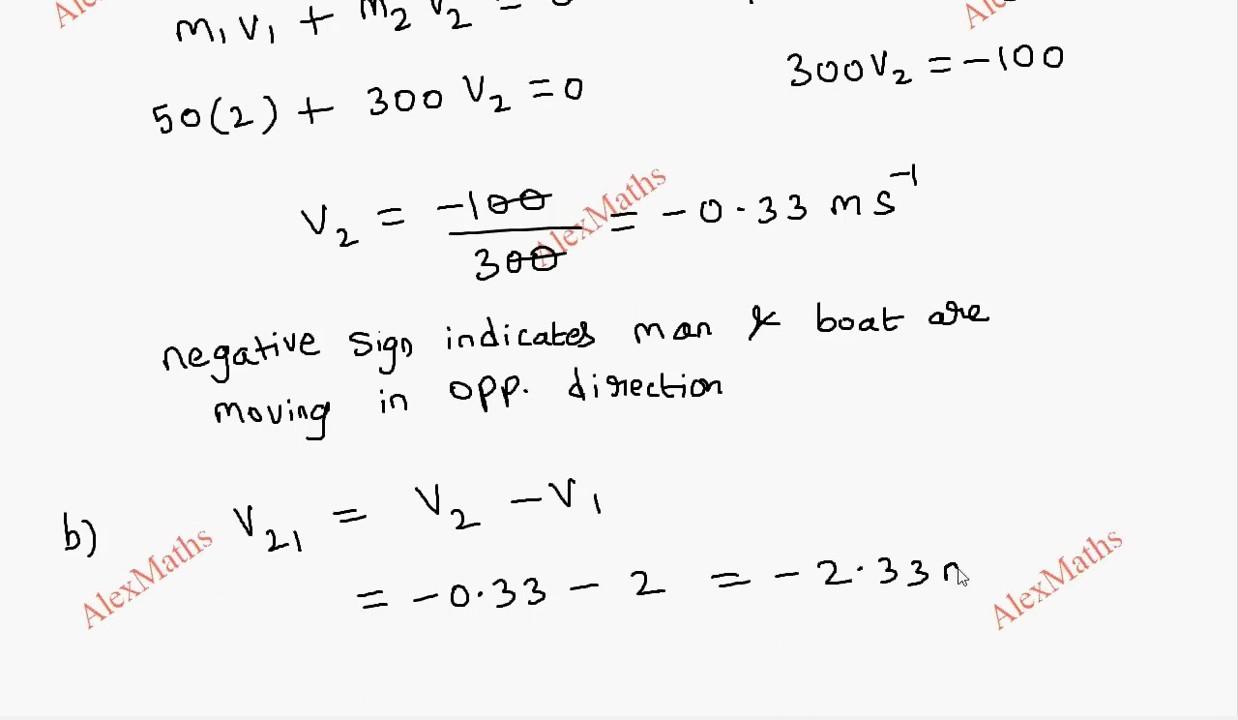 m₁v₁ + m₂v₂ =
300v₂ = -100
50(2) + 300 v₂ = 0
v₂ = -100/300 = -0.33 ms⁻¹
negative sign indicates man & boat are
moving in opp. direction
b) v₂₁ = v₂ - v₁
= -0.33 - 2 = -2.33
AlexMaths
AlexMaths
AlexMaths